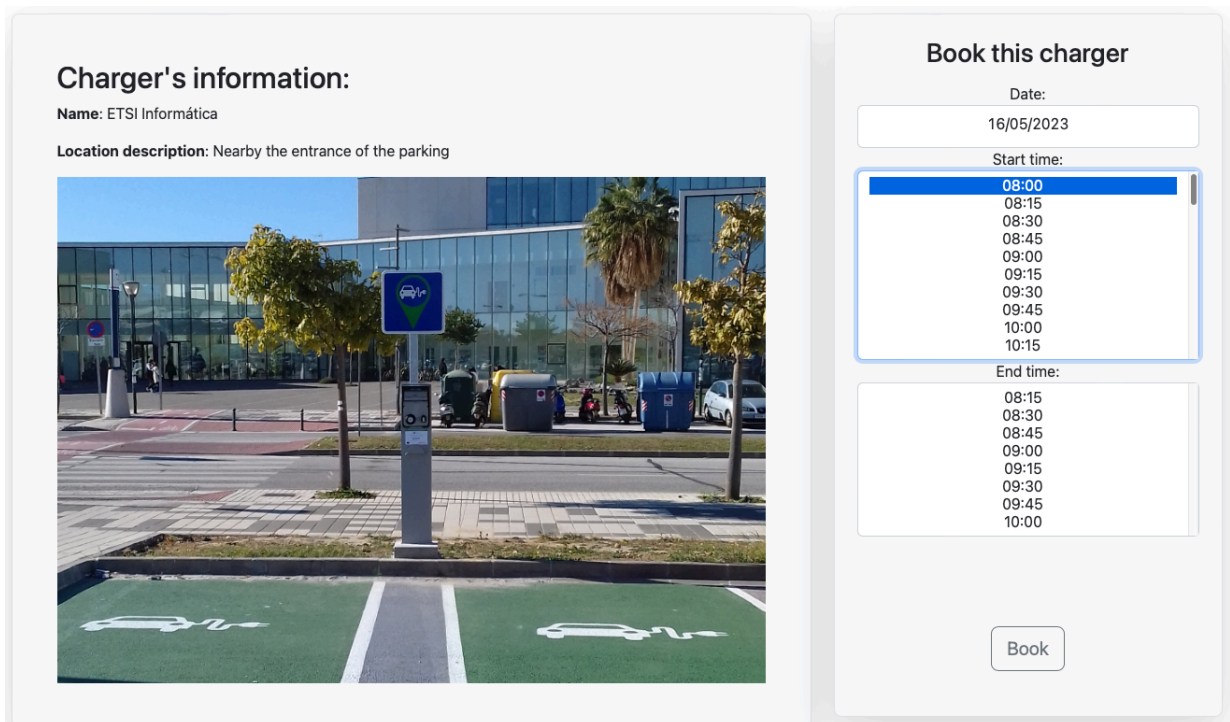 Charger's information:
Name: ETSI Informática
Location description: Nearby the entrance of the parking
Book this charger
Date:
16/05/2023
Start time:
08:00
08:15
08:30
08:45
09:00
09:15
09:30
09:45
10:00
10:15
End time:
08:15
08:30
08:45
09:00
09:15
09:30
09:45
10:00
Book